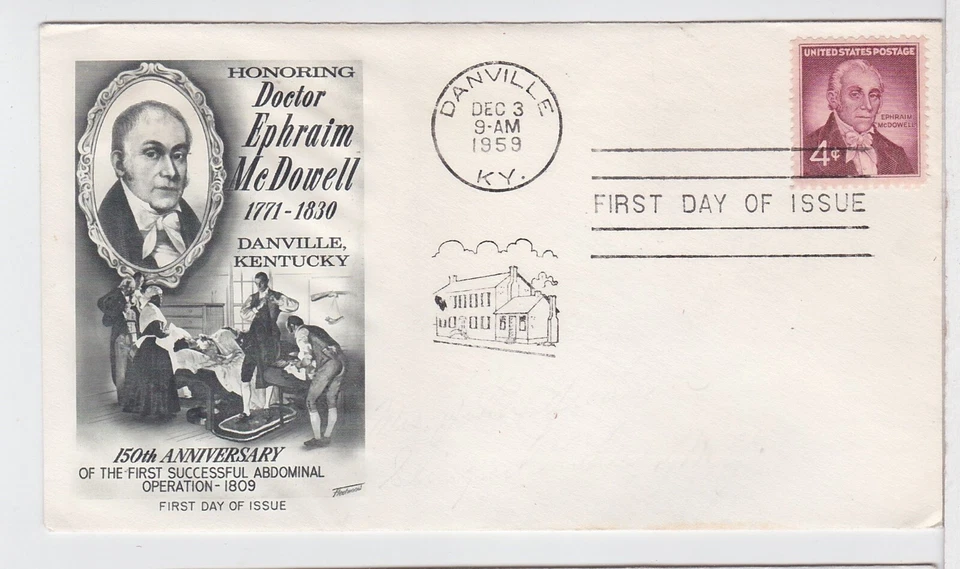 HONORING
Doctor
Ephraim
McDowell
1771-1830
DANVILLE,
KENTUCKY
150th ANNIVERSARY
OF THE FIRST SUCCESSFUL ABDOMINAL
OPERATION-1809
Fleetwood
FIRST DAY OF ISSUE
DANVILLE
DEC 3
9-AM
1959
KY.
UNITED STATES POSTAGE
EPHRAIM
McDOWELL
4¢
FIRST DAY OF ISSUE